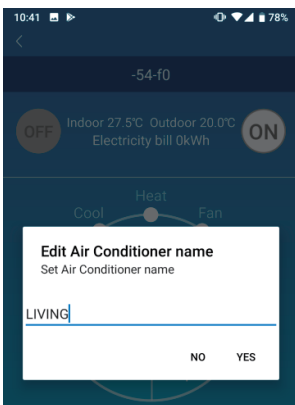 10:41 78%
-54-f0
OFF
Indoor 27.5℃ Outdoor 20.0℃
Electricity bill 0kWh
ON
Heat
Cool Fan
Edit Air Conditioner name
Set Air Conditioner name
LIVING
NO YES